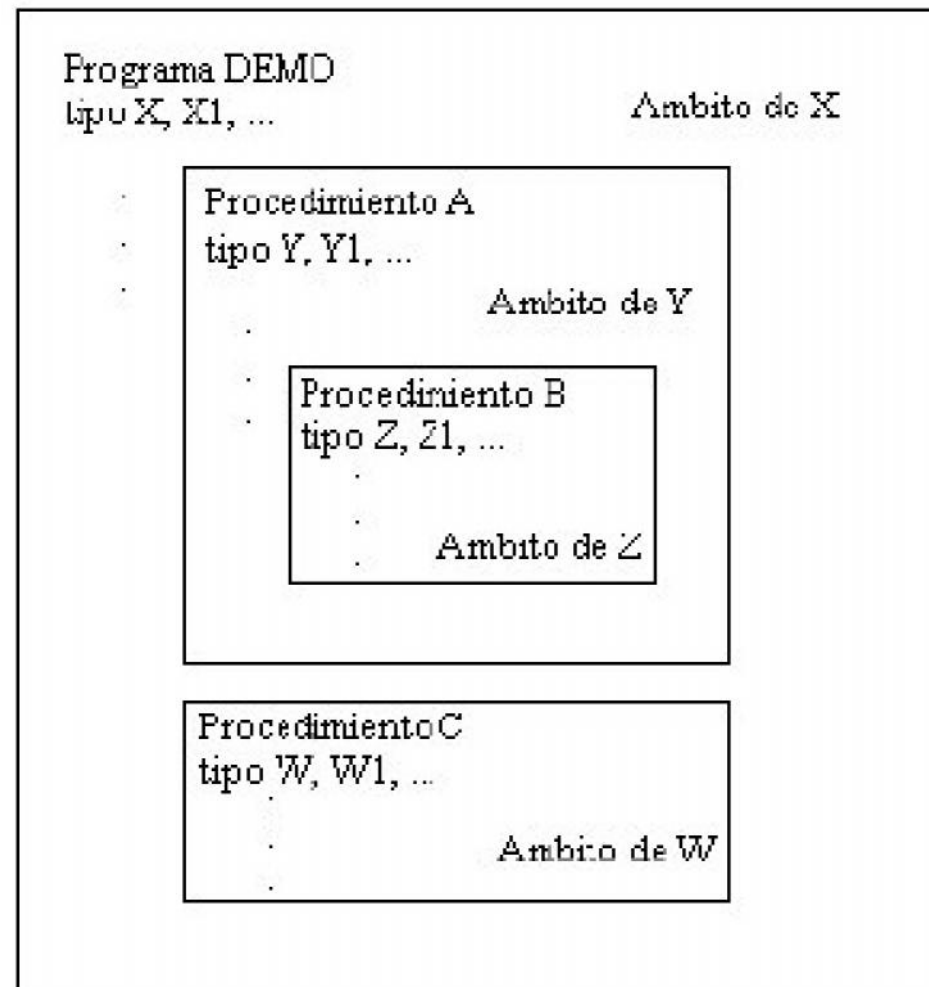 Programa DEMO
tipo X, X1, ...
Ambito de X
Procedimiento A
tipo Y, Y1, ...
Ambito de Y
Procedimiento B
tipo Z, Z1, ...
Ambito de Z
Procedimiento C
tipo W, W1, ...
Ambito de W